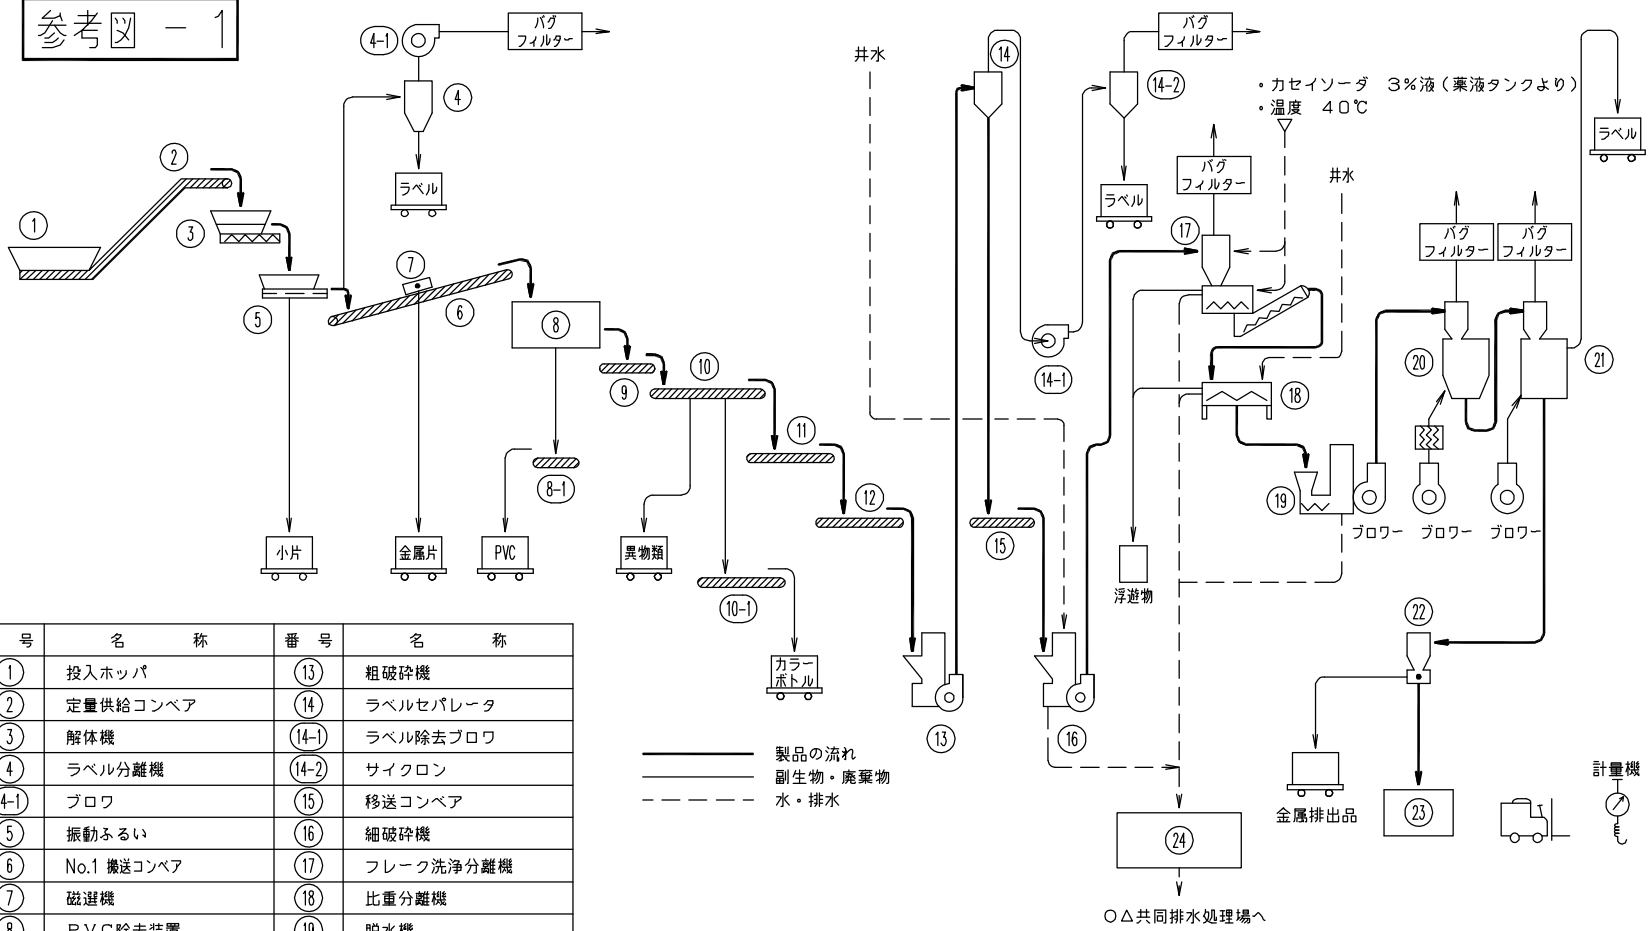 参考図 － 1
4-1
バグ
フィルター
4
ラベル
1
2
3
5
7
6
8
8-1
9
10
10-1
11
12
小片
金属片
PVC
異物類
カラー
ボトル
13
井水
14
バグ
フィルター
14-2
ラベル
14-1
15
16
・カセイソーダ 3%液(薬液タンクより)
・温度 40℃
バグ
フィルター
17
井水
18
浮遊物
19
ブロワー
ブロワー
ブロワー
バグ
フィルター
バグ
フィルター
20
21
ラベル
22
金属排出品
23
計量機
24
○△共同排水処理場へ
製品の流れ
副生物・廃棄物
水・排水
号 名 称 番 号 名 称
1 投入ホッパ 13 粗破砕機
2 定量供給コンベア 14 ラベルセパレータ
3 解体機 14-1 ラベル除去ブロワ
4 ラベル分離機 14-2 サイクロン
4-1 ブロワ 15 移送コンベア
5 振動ふるい 16 細破砕機
6 No.1 搬送コンベア 17 フレーク洗浄分離機
7 磁選機 18 比重分離機
8 PVC除去装置 19 脱水機